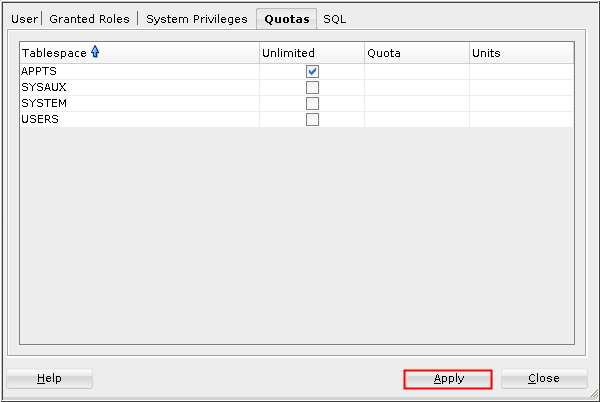 User Granted Roles System Privileges Quotas SQL
Tablespace Unlimited Quota Units
APPTS
SYSAUX
SYSTEM
USERS
Help Apply Close